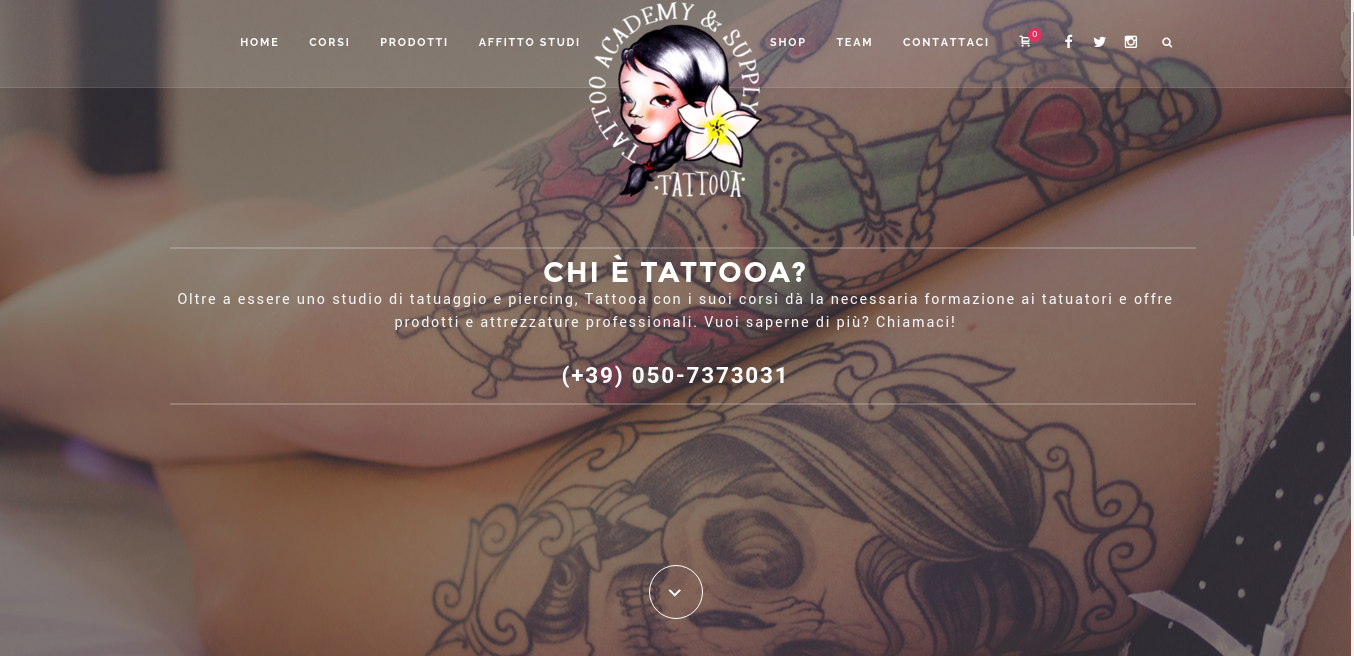 HOME CORSI PRODOTTI AFFITTO STUDI
TATTOO ACADEMY & SUPPLY
·TATTOOA·
SHOP TEAM CONTATTACI 0
CHI È TATTOOA?
Oltre a essere uno studio di tatuaggio e piercing, Tattooa con i suoi corsi dà la necessaria formazione ai tatuatori e offre
prodotti e attrezzature professionali. Vuoi saperne di più? Chiamaci!
(+39) 050-7373031